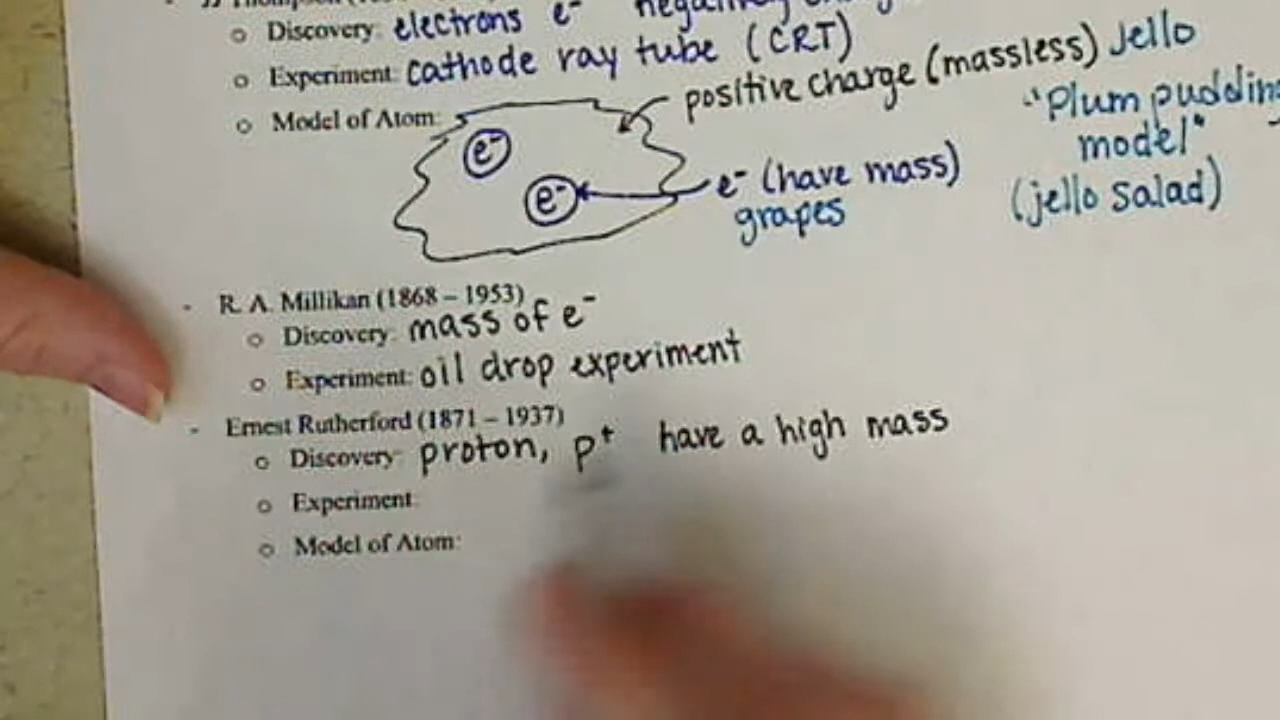 Discovery: electrons e⁻
Experiment: cathode ray tube (CRT)
Model of Atom:
positive charge (massless) Jello
e⁻
e⁻
e⁻ (have mass)
grapes
"Plum pudding
model"
(jello salad)
- R. A. Millikan (1868 – 1953)
o Discovery: mass of e⁻
o Experiment: oil drop experiment
- Ernest Rutherford (1871 – 1937)
o Discovery: proton, p⁺ have a high mass
o Experiment:
o Model of Atom: